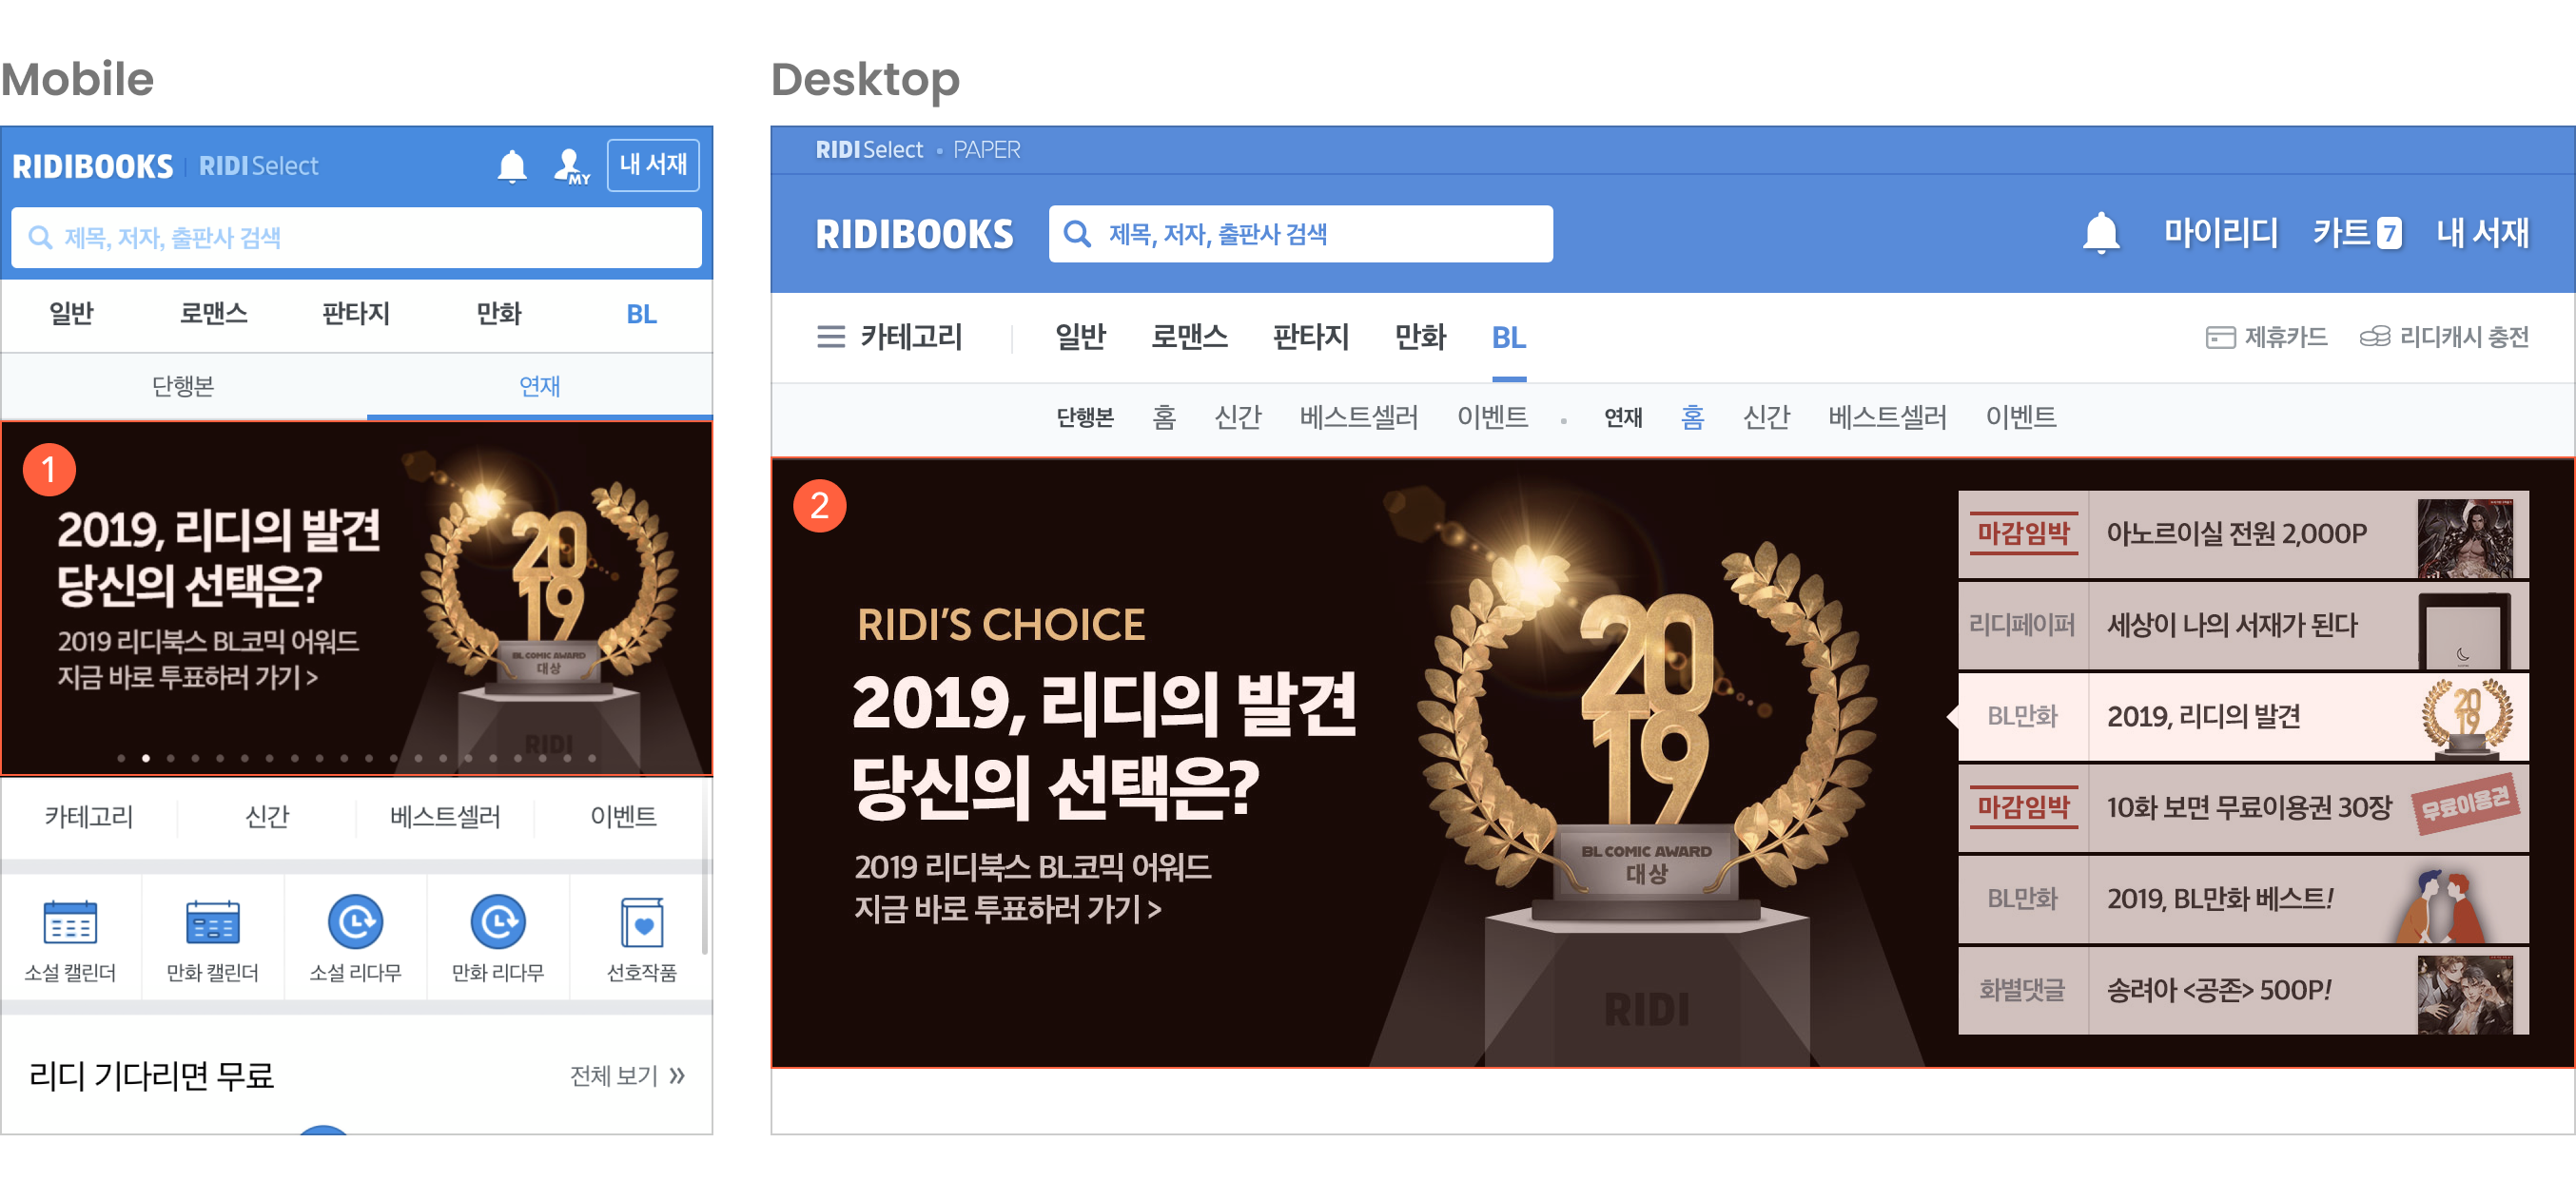 Mobile
RIDIBOOKS RIDI Select MY 내 서재
제목, 저자, 출판사 검색
일반 로맨스 판타지 만화 BL
단행본 연재
1
2019, 리디의 발견
당신의 선택은?
2019 리디북스 BL코믹 어워드
지금 바로 투표하러 가기 >
2019
BL COMIC AWARD
대상
RIDI
카테고리 신간 베스트셀러 이벤트
소설 캘린더 만화 캘린더 소설 리다무 만화 리다무 선호작품
리디 기다리면 무료 전체 보기 »
Desktop
RIDI Select • PAPER
RIDIBOOKS 제목, 저자, 출판사 검색 마이리디 카트 7 내 서재
카테고리 일반 로맨스 판타지 만화 BL 제휴카드 리디캐시 충전
단행본 홈 신간 베스트셀러 이벤트 • 연재 홈 신간 베스트셀러 이벤트
2
RIDI'S CHOICE
2019, 리디의 발견
당신의 선택은?
2019 리디북스 BL코믹 어워드
지금 바로 투표하러 가기 >
2019
BL COMIC AWARD
대상
RIDI
마감임박 아노르이실 전원 2,000P
리디페이퍼 세상이 나의 서재가 된다
BL만화 2019, 리디의 발견 2019
마감임박 10화 보면 무료이용권 30장 무료이용권
BL만화 2019, BL만화 베스트!
화별댓글 송려아 <공존> 500P!